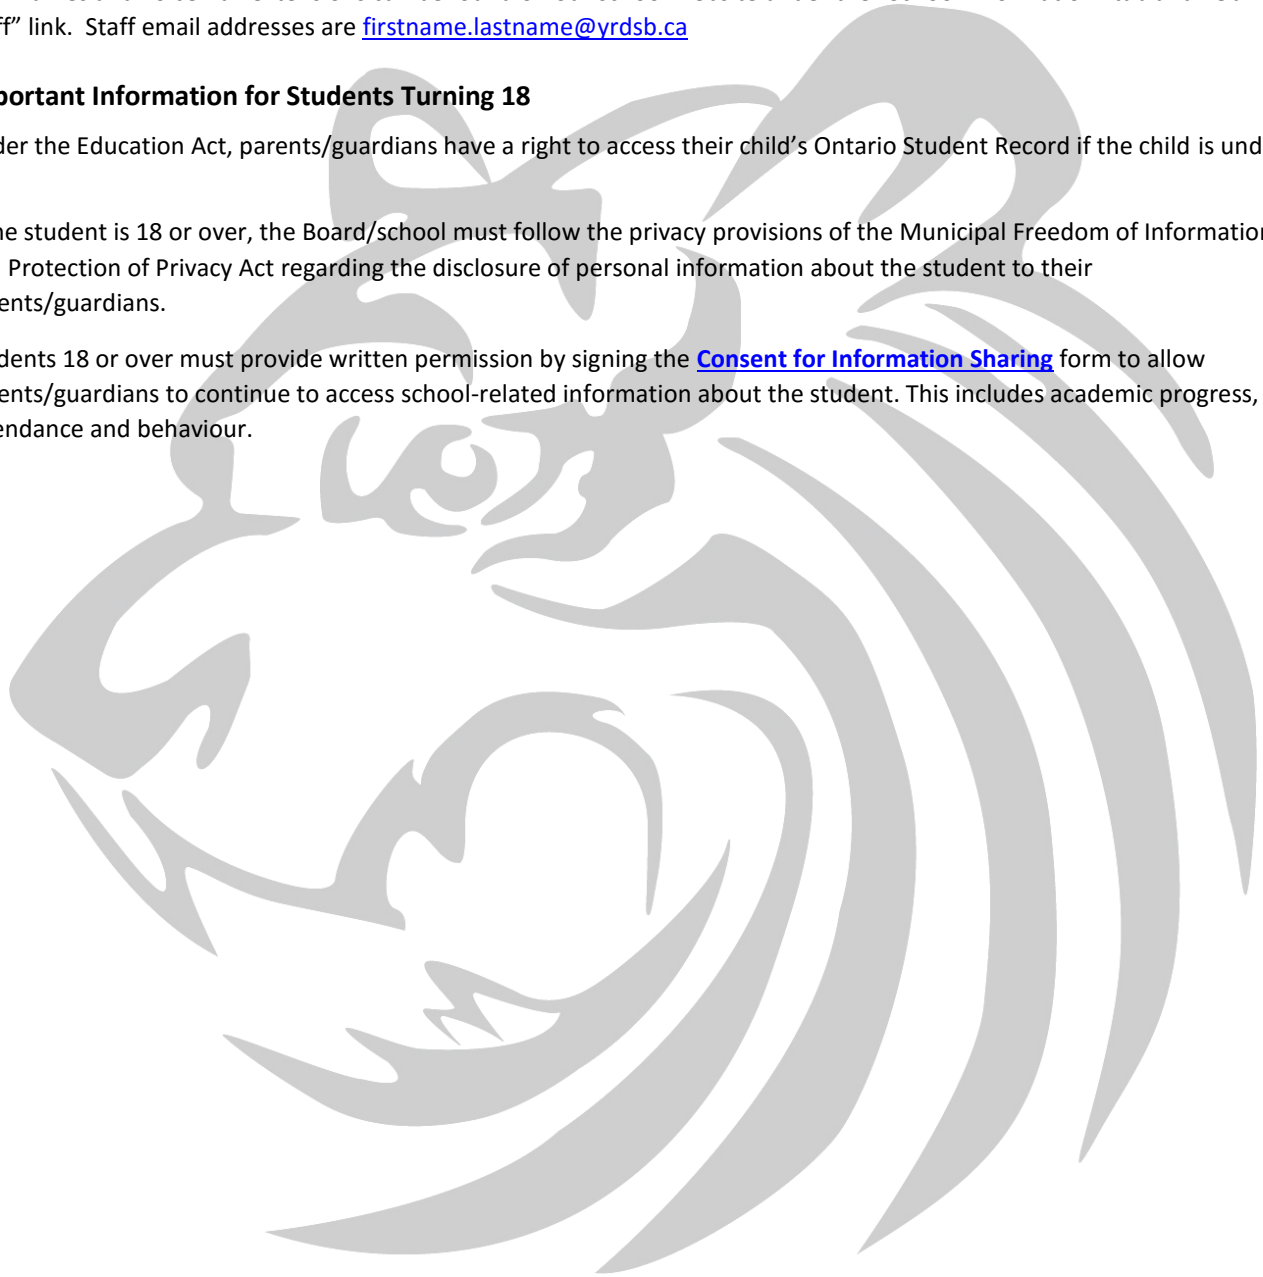 ff” link.  Staff email addresses are firstname.lastname@yrdsb.ca
portant Information for Students Turning 18
der the Education Act, parents/guardians have a right to access their child’s Ontario Student Record if the child is und
he student is 18 or over, the Board/school must follow the privacy provisions of the Municipal Freedom of Information
Protection of Privacy Act regarding the disclosure of personal information about the student to their
ents/guardians.
dents 18 or over must provide written permission by signing the Consent for Information Sharing form to allow
ents/guardians to continue to access school-related information about the student. This includes academic progress,
endance and behaviour.